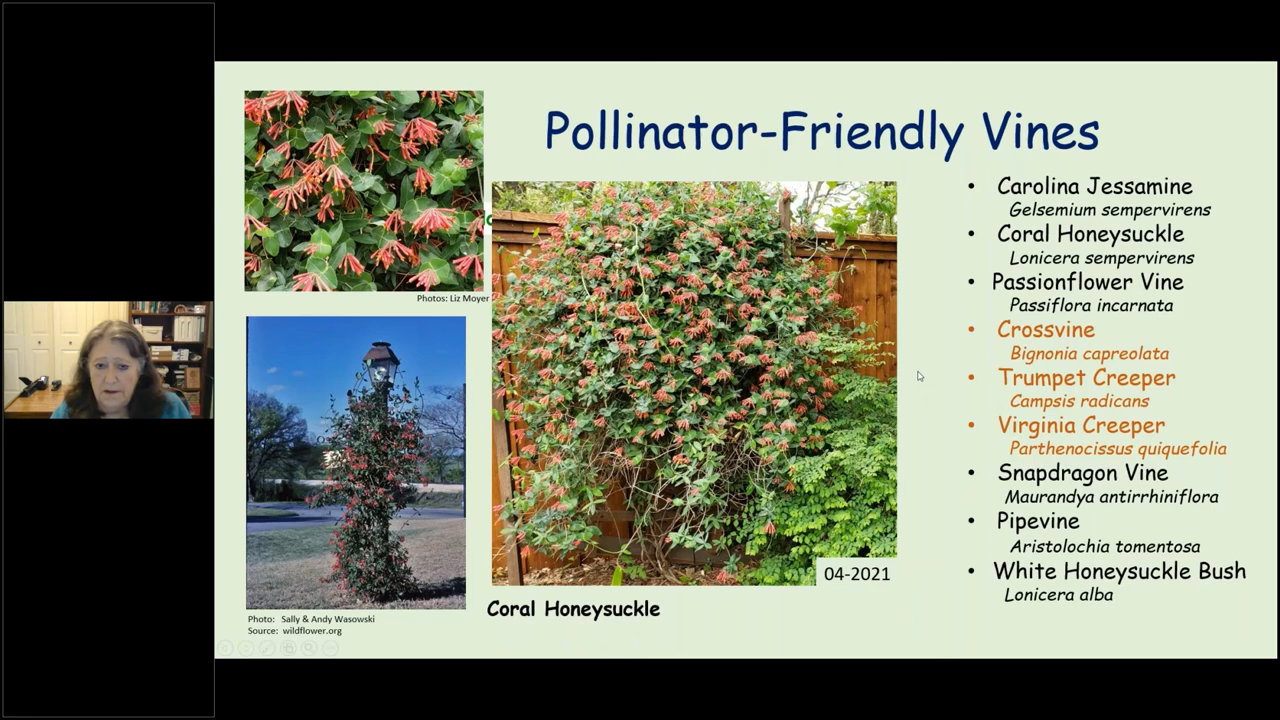 Pollinator-Friendly Vines
Photos: Liz Moyer
Photo: Sally & Andy Wasowski
Source: wildflower.org
04-2021
Coral Honeysuckle
• Carolina Jessamine
Gelsemium sempervirens
• Coral Honeysuckle
Lonicera sempervirens
• Passionflower Vine
Passiflora incarnata
• Crossvine
Bignonia capreolata
• Trumpet Creeper
Campsis radicans
• Virginia Creeper
Parthenocissus quiquefolia
• Snapdragon Vine
Maurandya antirrhiniflora
• Pipevine
Aristolochia tomentosa
• White Honeysuckle Bush
Lonicera alba